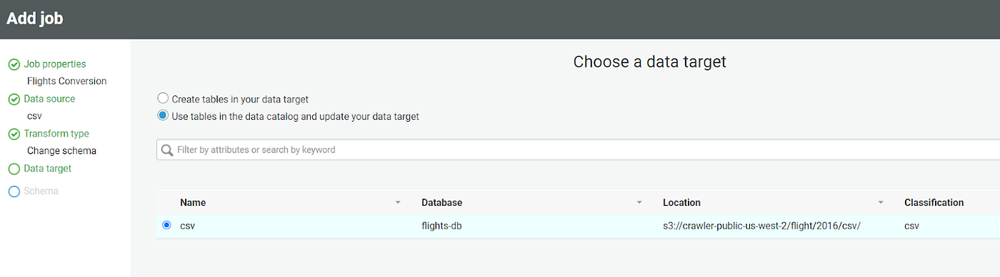 Add job
Job properties
Flights Conversion
Data source
csv
Transform type
Change schema
Data target
Schema
Choose a data target
Create tables in your data target
Use tables in the data catalog and update your data target
Filter by attributes or search by keyword
Name Database Location Classification
csv flights-db s3://crawler-public-us-west-2/flight/2016/csv/ csv